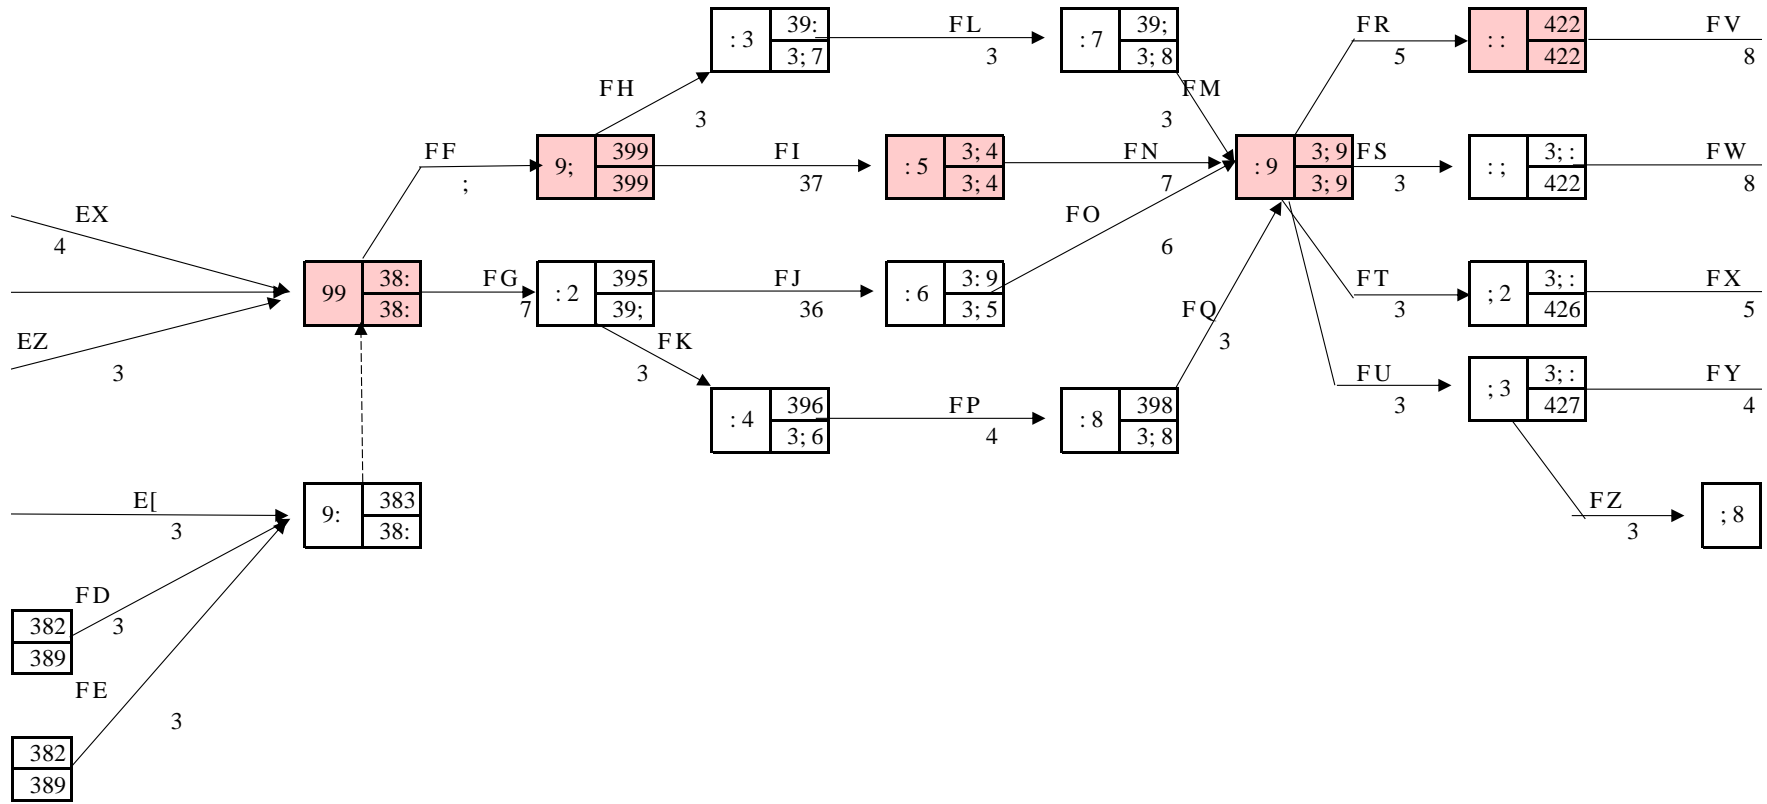 39:
FL
39;
FR
422
FV
: 3
: 7
: :
3; 7
3
3; 8
5
422
8
FH
FM
3
3
FF
399
FI
3; 4
FN
3; 9
FS
3; :
FW
9;
: 5
: 9
: ;
;
399
37
3; 4
7
3; 9
3
422
8
EX
FO
4
6
38:
FG
395
FJ
3: 9
FT
3; :
FX
99
: 2
: 6
; 2
38:
7
39;
36
3; 5
FQ
3
426
5
EZ
FK
3
3
3
FU
3; :
FY
; 3
3
427
4
396
FP
398
: 4
: 8
3; 6
4
3; 8
E[
383
FZ
9:
; 8
3
38:
3
FD
382
3
389
FE
3
382
389